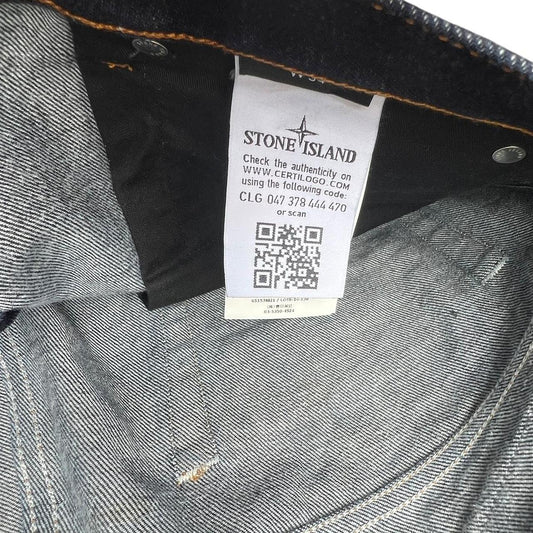 STONE ISLAND
Check the authenticity on
WWW.CERTILOGO.COM
using the following code:
CLG 047 378 444 470
or scan